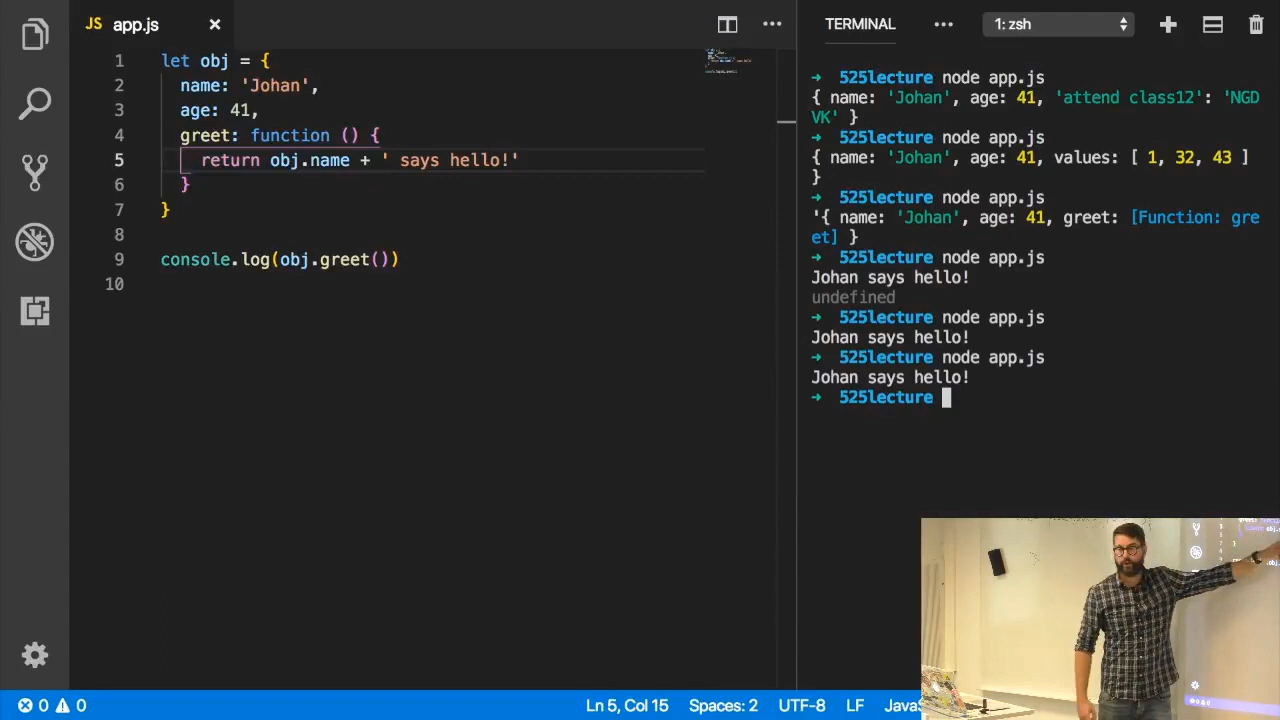 JS app.js ×
TERMINAL ··· 1: zsh
1 let obj = {
2 name: 'Johan',
3 age: 41,
4 greet: function () {
5 return obj.name + ' says hello!'
6 }
7 }
8
9 console.log(obj.greet())
10
➜ 525lecture node app.js
{ name: 'Johan', age: 41, 'attend class12': 'NGD
VK' }
➜ 525lecture node app.js
{ name: 'Johan', age: 41, values: [ 1, 32, 43 ]
}
➜ 525lecture node app.js
'{ name: 'Johan', age: 41, greet: [Function: gre
et] }
➜ 525lecture node app.js
Johan says hello!
undefined
➜ 525lecture node app.js
Johan says hello!
➜ 525lecture node app.js
Johan says hello!
➜ 525lecture
0 0 Ln 5, Col 15 Spaces: 2 UTF-8 LF JavaS